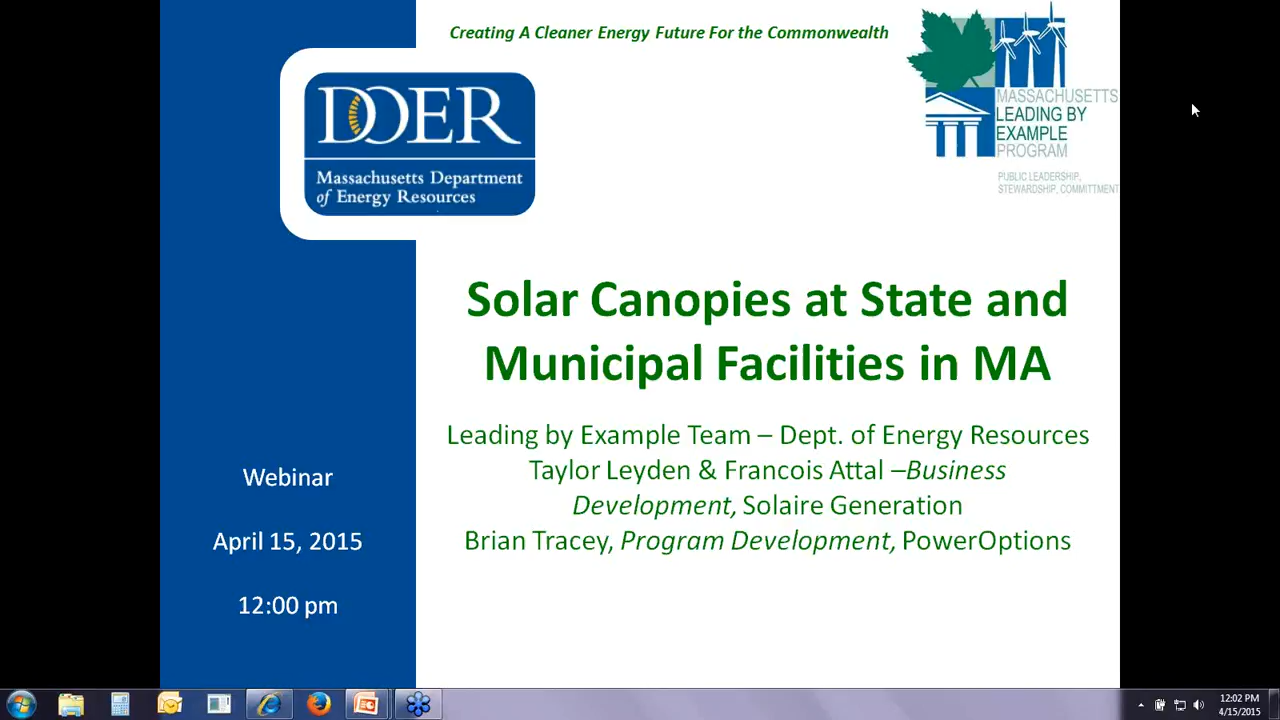 Creating A Cleaner Energy Future For the Commonwealth
DOER
Massachusetts Department
of Energy Resources
MASSACHUSETTS
LEADING BY
EXAMPLE
PROGRAM
PUBLIC LEADERSHIP,
STEWARDSHIP, COMMITTMENT
Solar Canopies at State and
Municipal Facilities in MA
Leading by Example Team – Dept. of Energy Resources
Taylor Leyden & Francois Attal –Business
Development, Solaire Generation
Brian Tracey, Program Development, PowerOptions
Webinar
April 15, 2015
12:00 pm
12:02 PM
4/15/2015